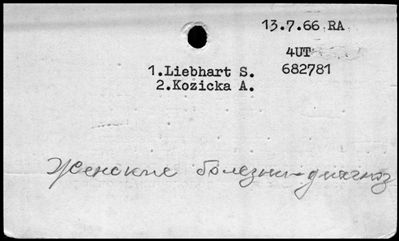 13.7.66 RA
4UT
1.Liebhart S. 682781
2.Kozicka A.
Женские болезни-диагноз